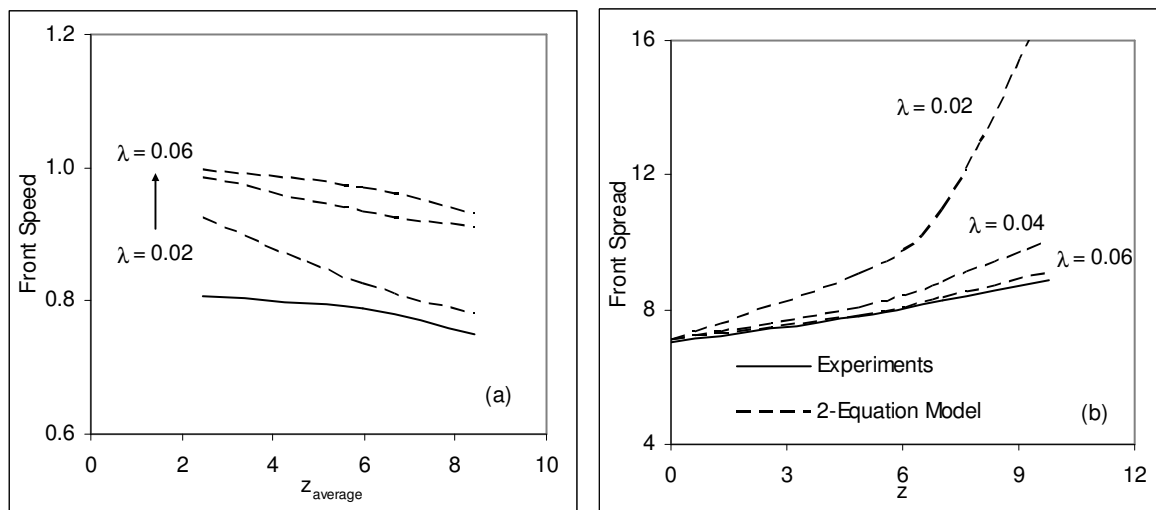 1.2
1.0
0.8
0.6
Front Speed
λ = 0.06
λ = 0.02
(a)
0 2 4 6 8 10
z average
16
12
8
4
Front Spread
λ = 0.02
λ = 0.04
λ = 0.06
Experiments
2-Equation Model
(b)
0 3 6 9 12
z